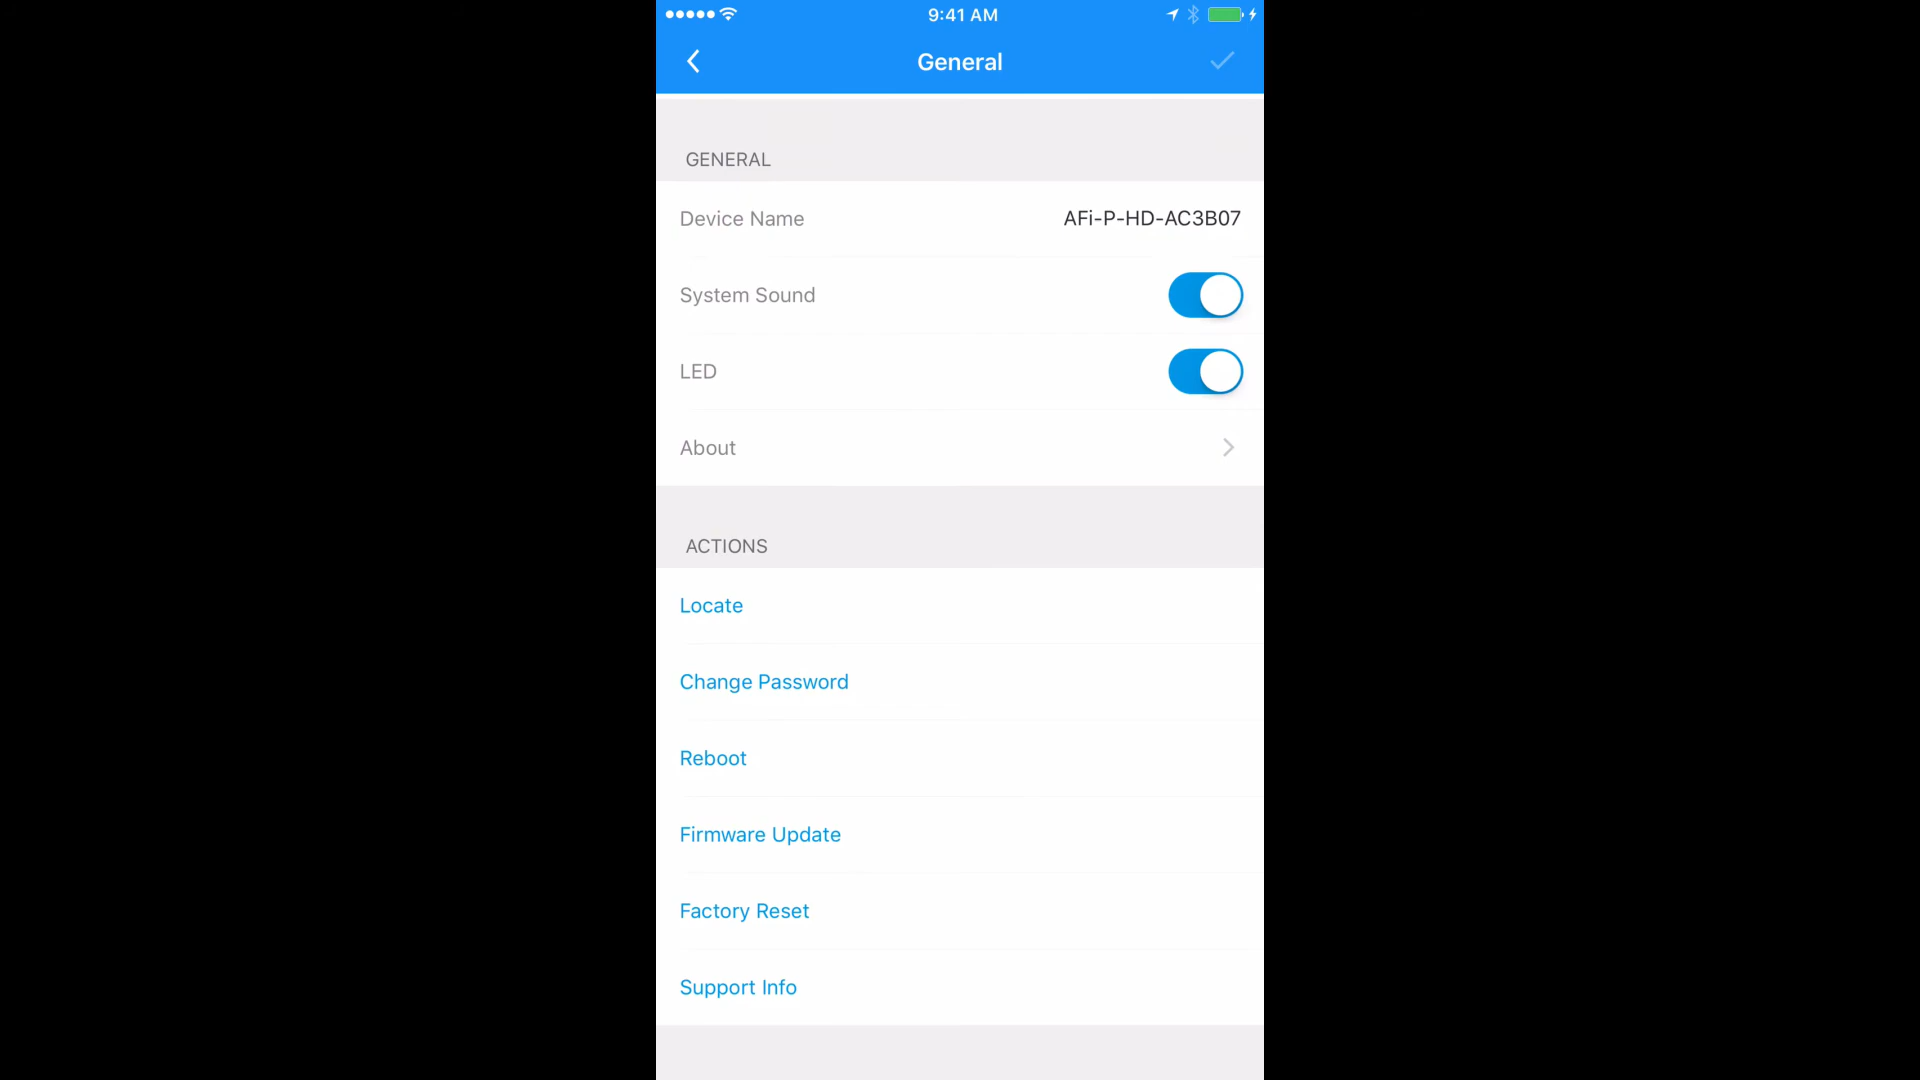 9:41 AM
General
GENERAL
Device Name AFi-P-HD-AC3B07
System Sound
LED
About
ACTIONS
Locate
Change Password
Reboot
Firmware Update
Factory Reset
Support Info